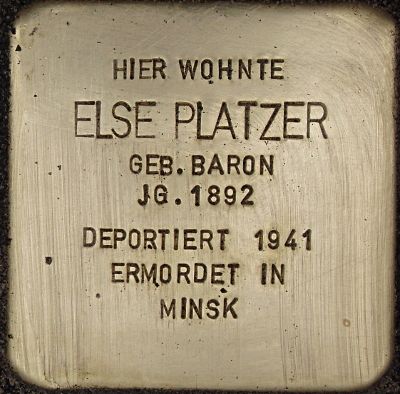 HIER WOHNTE
ELSE PLATZER
GEB. BARON
JG. 1892
DEPORTIERT 1941
ERMORDET IN
MINSK